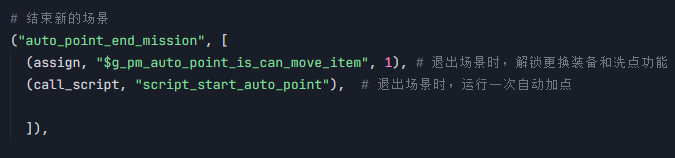 # 结束新的场景
("auto_point_end_mission", [
(assign, "$g_pm_auto_point_is_can_move_item", 1), # 退出场景时，解锁更换装备和洗点功能
(call_script, "script_start_auto_point"),  # 退出场景时，运行一次自动加点
]),